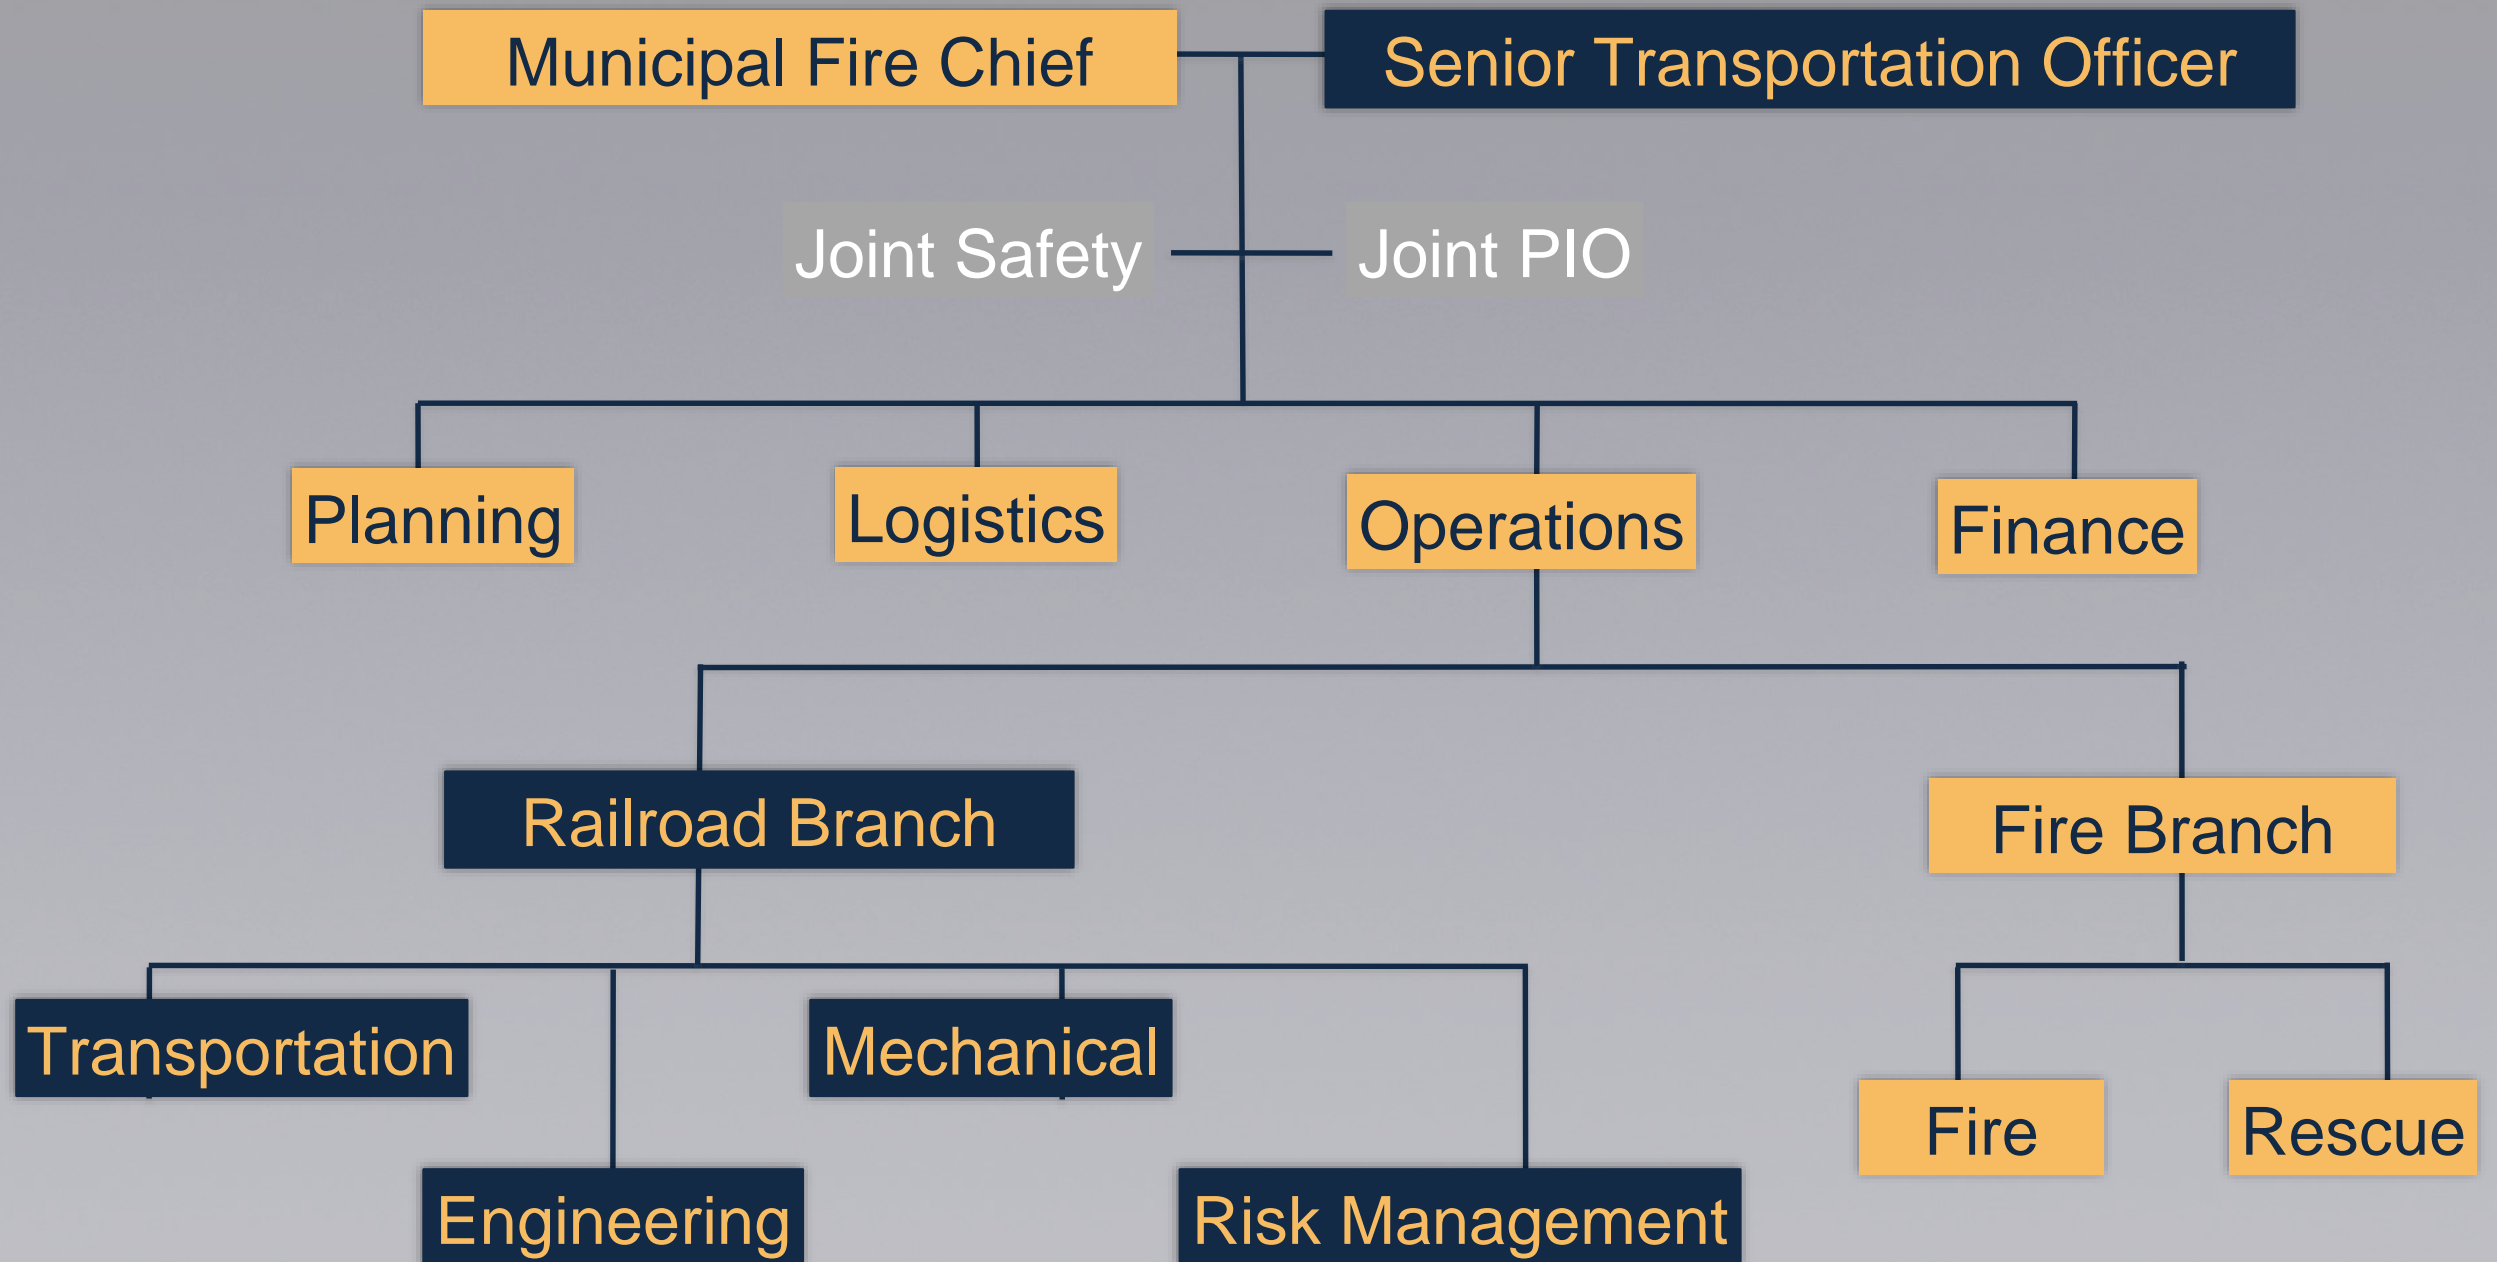 Municipal Fire Chief
Senior Transportation Officer
Joint Safety
Joint PIO
Planning
Logistics
Operations
Finance
Railroad Branch
Fire Branch
Transportation
Mechanical
Fire
Rescue
Engineering
Risk Management